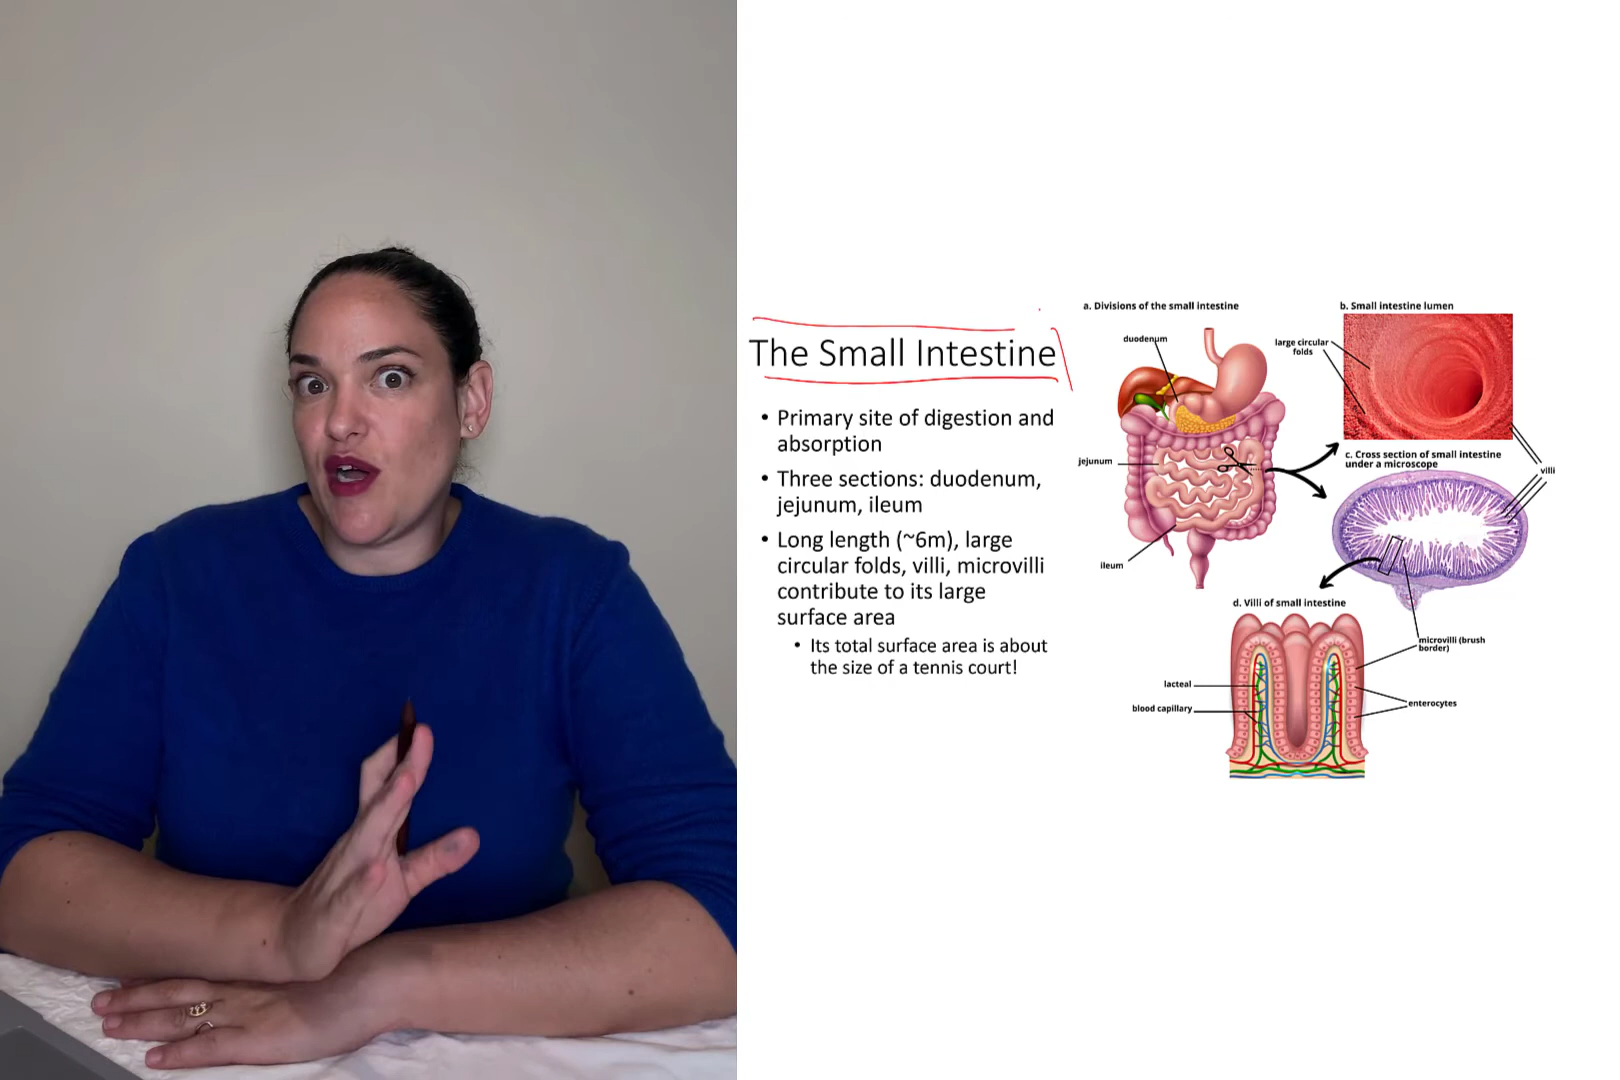 The Small Intestine
• Primary site of digestion and
absorption
• Three sections: duodenum,
jejunum, ileum
• Long length (~6m), large
circular folds, villi, microvilli
contribute to its large
surface area
• Its total surface area is about
the size of a tennis court!
a. Divisions of the small intestine
duodenum
jejunum
ileum
b. Small intestine lumen
large circular
folds
c. Cross section of small intestine
under a microscope
villi
d. Villi of small intestine
microvilli (brush
border)
lacteal
blood capillary
enterocytes